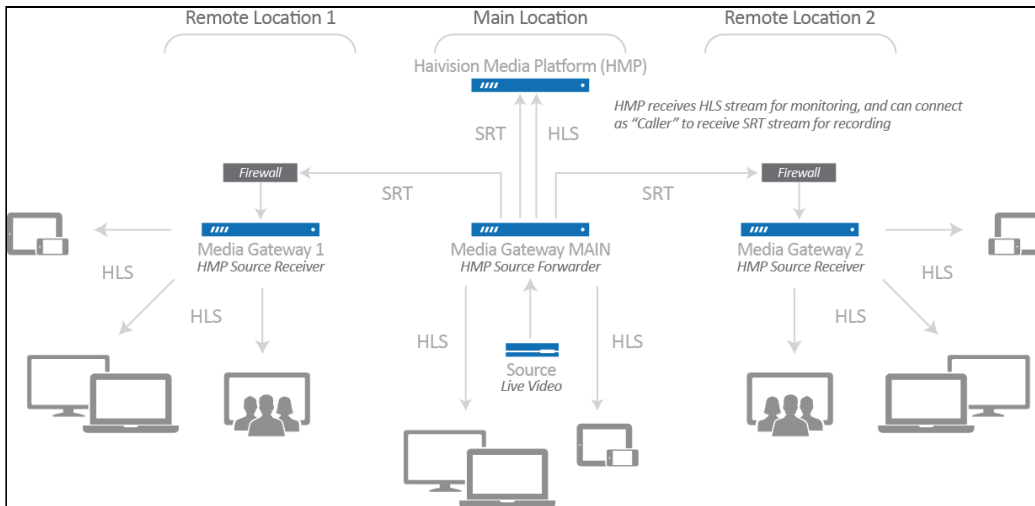 Remote Location 1
Main Location
Remote Location 2
Haivision Media Platform (HMP)
HMP receives HLS stream for monitoring, and can connect
as “Caller” to receive SRT stream for recording
SRT
HLS
Firewall
Firewall
SRT
SRT
Media Gateway 1
HMP Source Receiver
Media Gateway MAIN
HMP Source Forwarder
Media Gateway 2
HMP Source Receiver
HLS
HLS
HLS
HLS
HLS
HLS
Source
Live Video